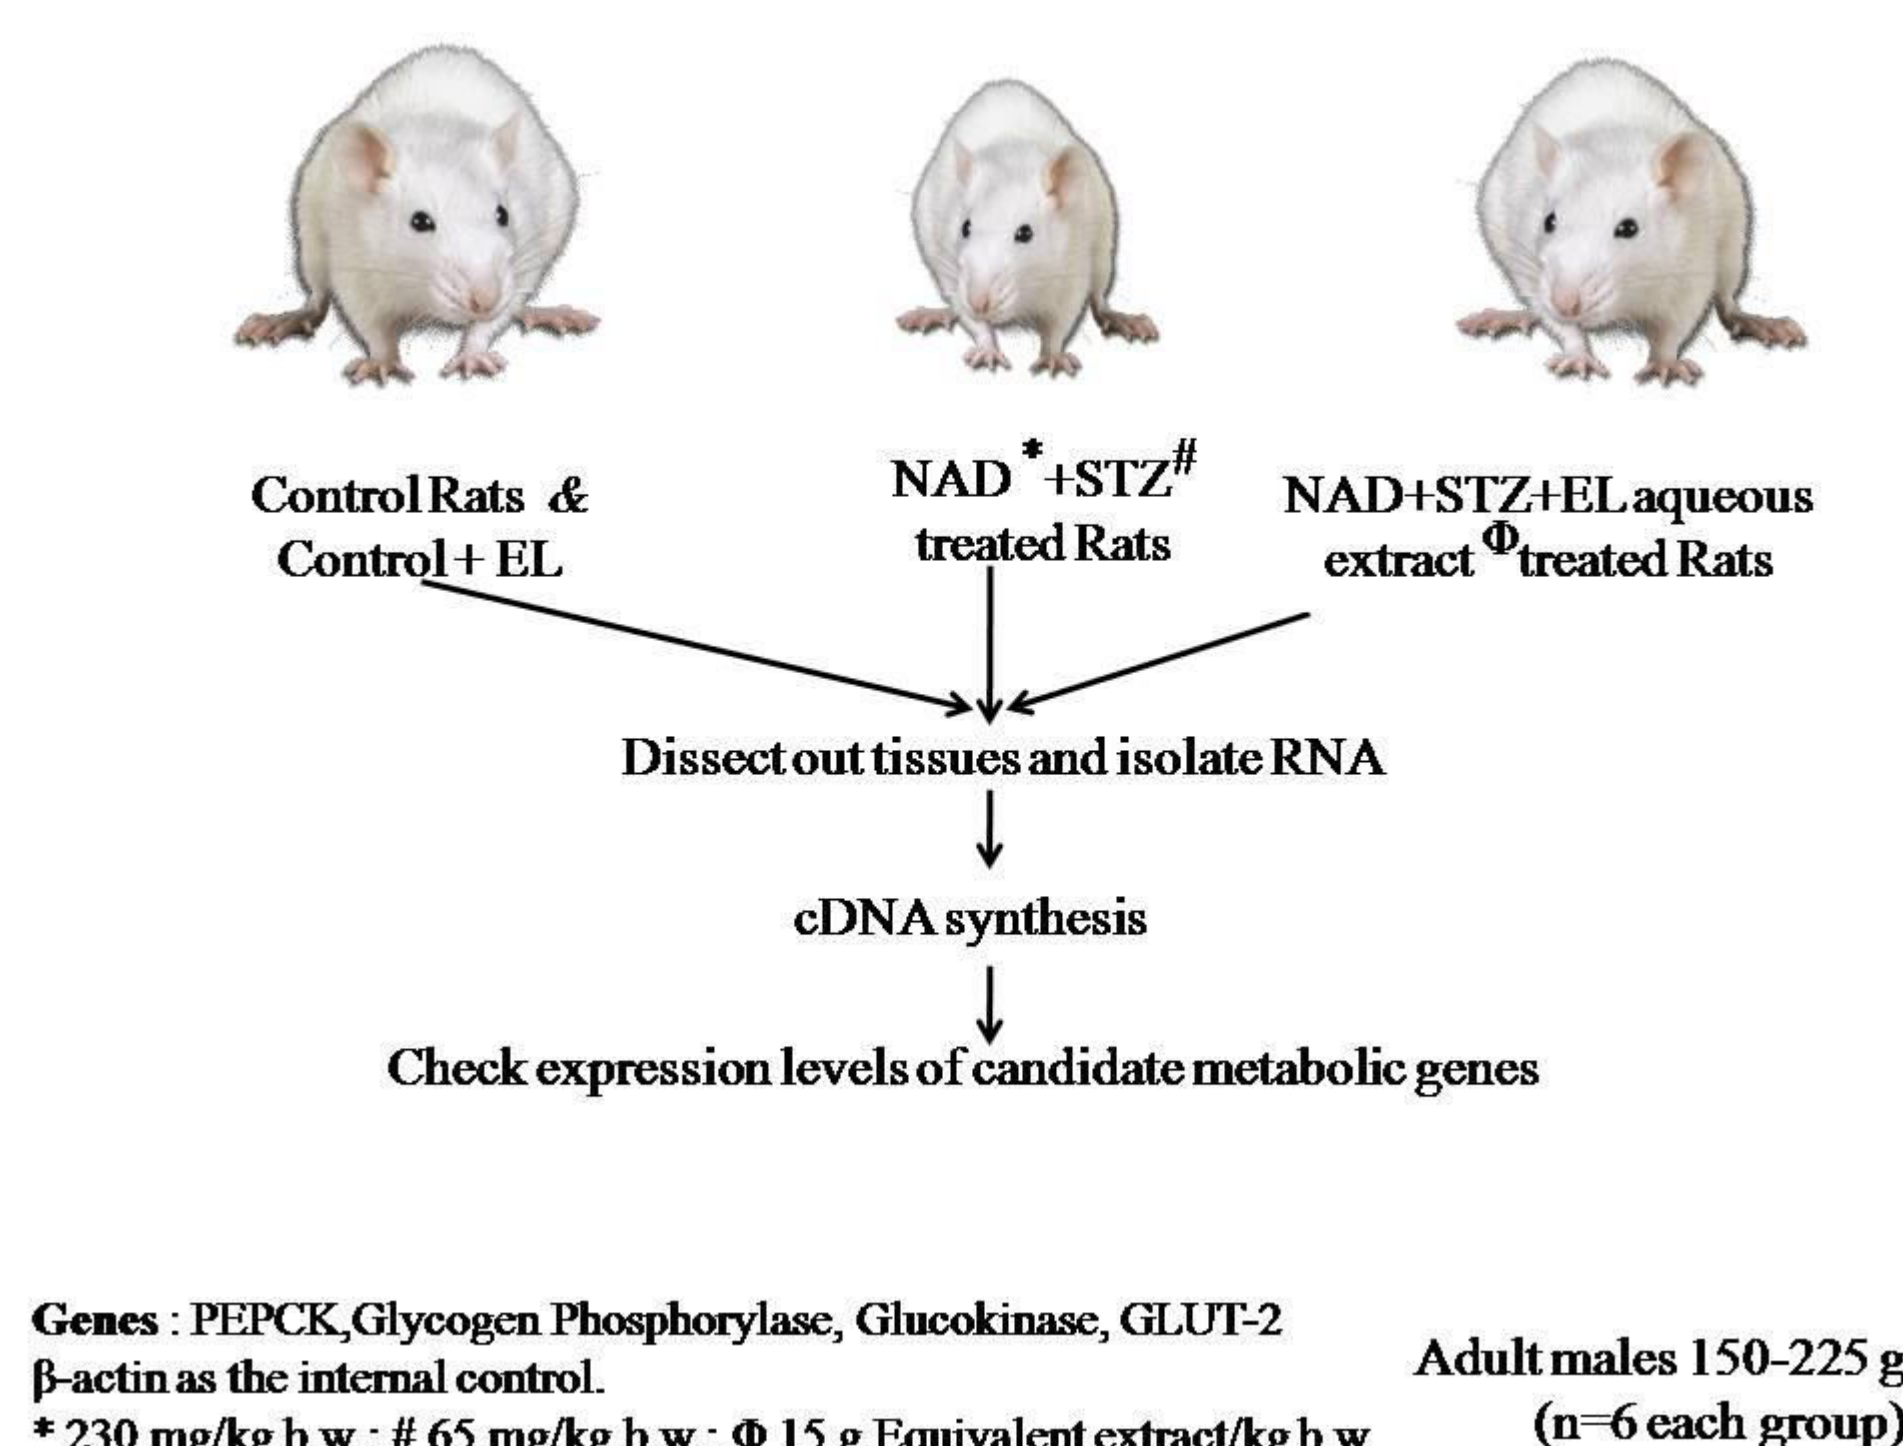 Control Rats &
Control + EL
NAD *+STZ#
treated Rats
NAD+STZ+EL aqueous
extract Φ treated Rats
Dissect out tissues and isolate RNA
cDNA synthesis
Check expression levels of candidate metabolic genes
Genes : PEPCK,Glycogen Phosphorylase, Glucokinase, GLUT-2
β-actin as the internal control.
* 230 mg/kg b w ; # 65 mg/kg b w ; Φ 15 g Equivalent extract/kg b w
Adult males 150-225 g
(n=6 each group)